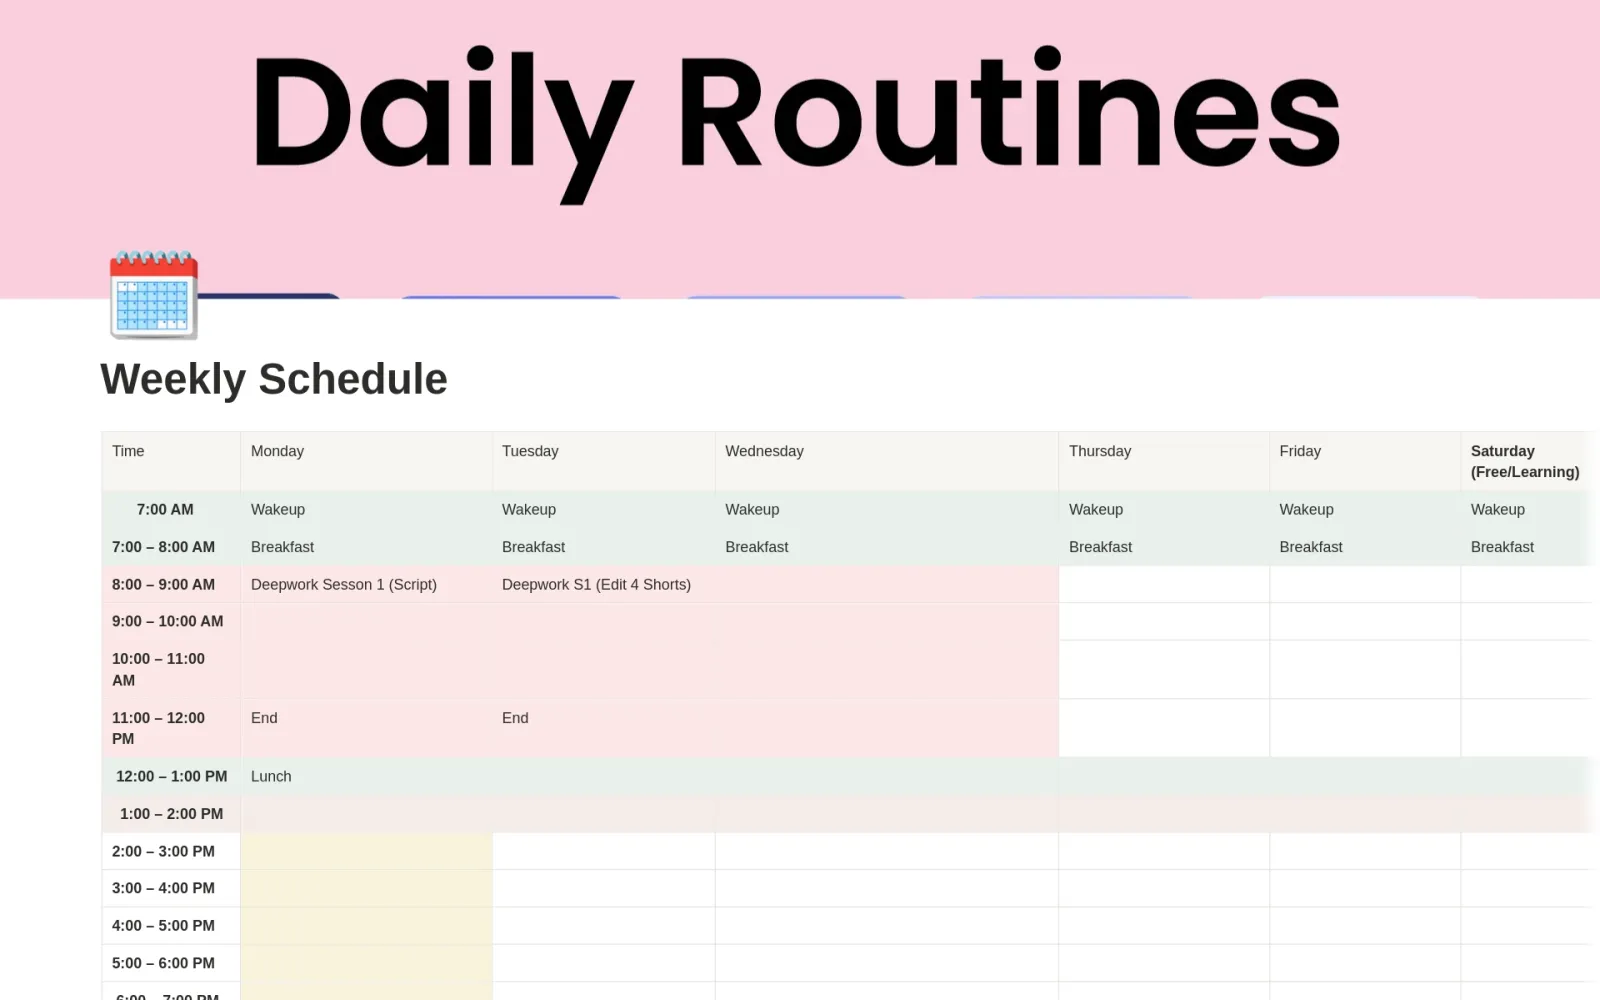 Daily Routines
Weekly Schedule
Time Monday Tuesday Wednesday Thursday Friday Saturday
(Free/Learning)
7:00 AM Wakeup Wakeup Wakeup Wakeup Wakeup Wakeup
7:00 – 8:00 AM Breakfast Breakfast Breakfast Breakfast Breakfast Breakfast
8:00 – 9:00 AM Deepwork Sesson 1 (Script) Deepwork S1 (Edit 4 Shorts)
9:00 – 10:00 AM
10:00 – 11:00
AM
11:00 – 12:00 End End
PM
12:00 – 1:00 PM Lunch
1:00 – 2:00 PM
2:00 – 3:00 PM
3:00 – 4:00 PM
4:00 – 5:00 PM
5:00 – 6:00 PM
6:00 – 7:00 PM